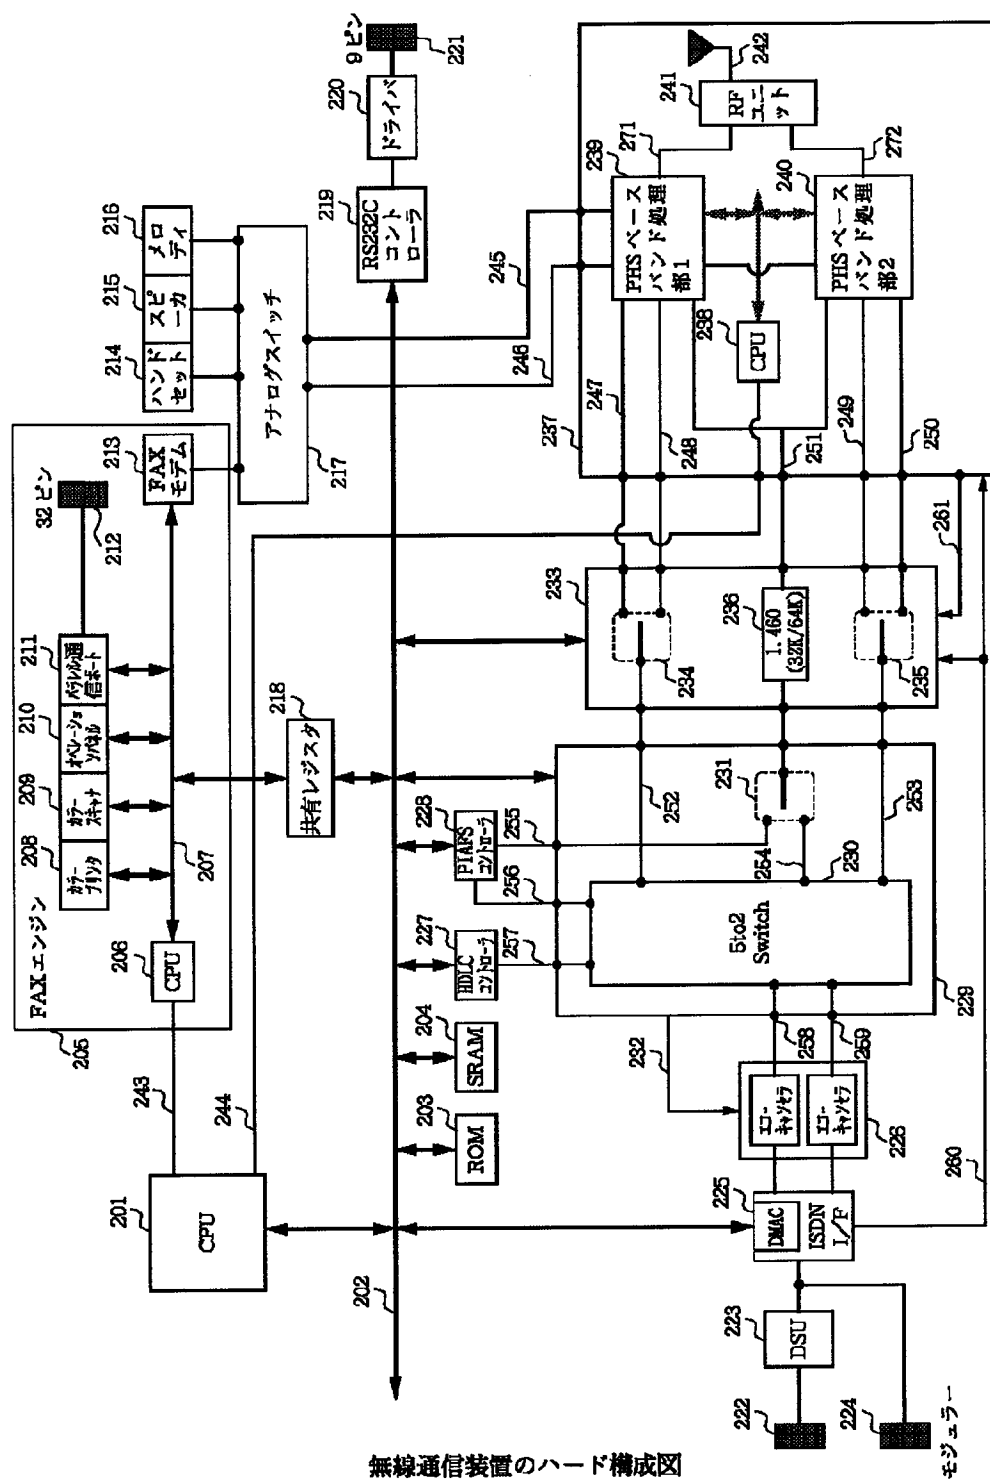 FAXエンジン
205
CPU
206
207
208
カラー
プリンタ
209
カラー
スキャナ
210
オペレーショ
ンパネル
211
パラレル通
信ポート
32ピン
212
FAX
モデム
213
ハンド
セット
214
スピ
ーカ
215
メロ
ディ
216
アナログスイッチ
217
201
CPU
243
244
202
共有レジスタ
218
RS232C
コント
ローラ
219
ドライバ
220
9ピン
221
ROM
203
SRAM
204
HDLC
コントローラ
227
257
PIAFS
コントローラ
228
256
255
222
DSU
223
224
モジュラー
DMAC
ISDN
I/F
225
エコー
キャンセラ
エコー
キャンセラ
226
232
258
259
229
5to2
Switch
230
231
252
253
254
233
234
235
1.460
(32K/64K)
236
237
CPU
238
PHSベース
バンド処理
部1
239
PHSベース
バンド処理
部2
240
RF
ユニ
ット
241
242
245
246
247
248
249
250
251
260
261
271
272
無線通信装置のハード構成図